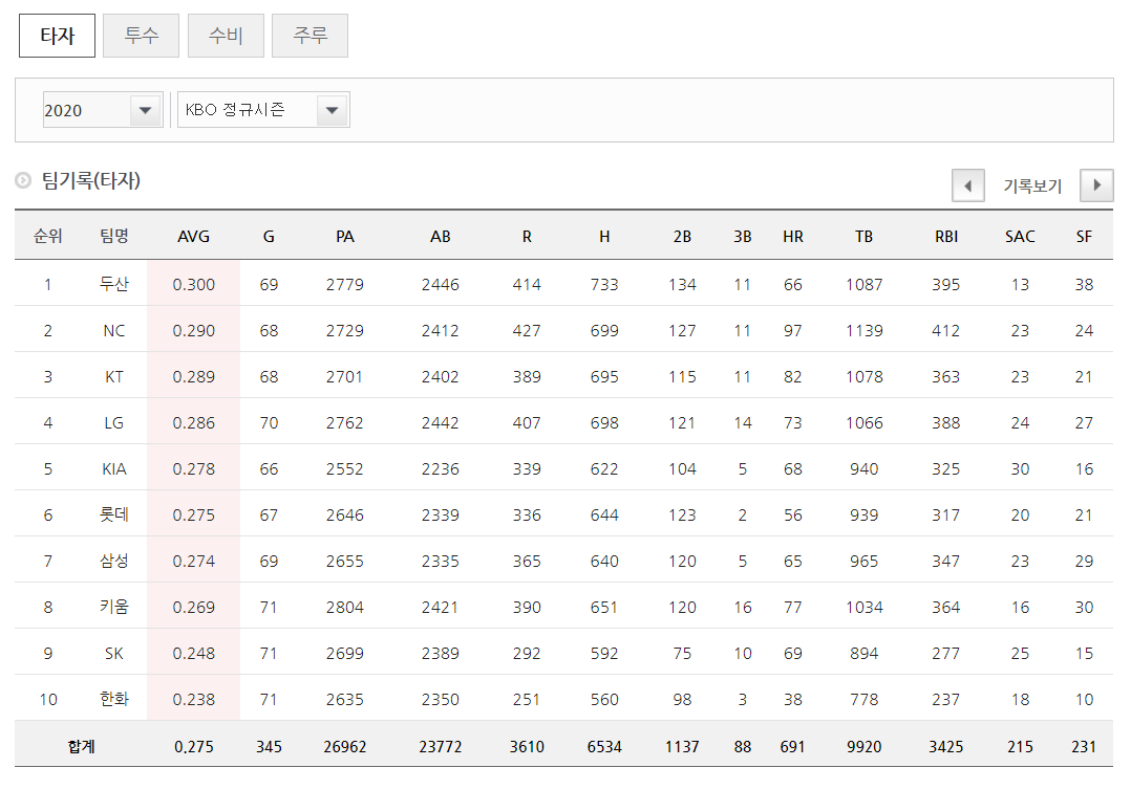 타자 투수 수비 주루
2020 KBO 정규시즌
팀기록(타자) 기록보기
순위 팀명 AVG G PA AB R H 2B 3B HR TB RBI SAC SF
1 두산 0.300 69 2779 2446 414 733 134 11 66 1087 395 13 38
2 NC 0.290 68 2729 2412 427 699 127 11 97 1139 412 23 24
3 KT 0.289 68 2701 2402 389 695 115 11 82 1078 363 23 21
4 LG 0.286 70 2762 2442 407 698 121 14 73 1066 388 24 27
5 KIA 0.278 66 2552 2236 339 622 104 5 68 940 325 30 16
6 롯데 0.275 67 2646 2339 336 644 123 2 56 939 317 20 21
7 삼성 0.274 69 2655 2335 365 640 120 5 65 965 347 23 29
8 키움 0.269 71 2804 2421 390 651 120 16 77 1034 364 16 30
9 SK 0.248 71 2699 2389 292 592 75 10 69 894 277 25 15
10 한화 0.238 71 2635 2350 251 560 98 3 38 778 237 18 10
합계 0.275 345 26962 23772 3610 6534 1137 88 691 9920 3425 215 231